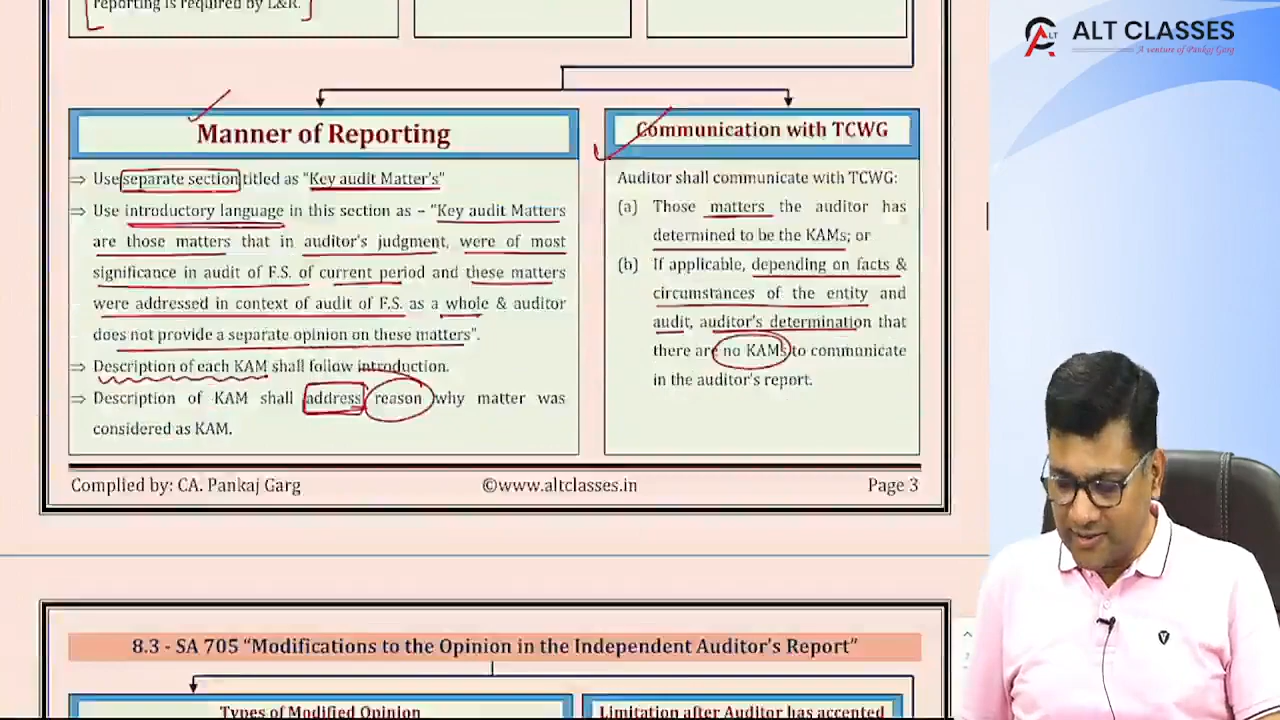 reporting is required by L&R.
ALT
ALT CLASSES
A venture of Pankaj Garg
Manner of Reporting
⇒ Use separate section titled as “Key audit Matter’s”
⇒ Use introductory language in this section as – “Key audit Matters
are those matters that in auditor’s judgment, were of most
significance in audit of F.S. of current period and these matters
were addressed in context of audit of F.S. as a whole & auditor
does not provide a separate opinion on these matters”.
⇒ Description of each KAM shall follow introduction.
⇒ Description of KAM shall address reason why matter was
considered as KAM.
Communication with TCWG
Auditor shall communicate with TCWG:
(a) Those matters the auditor has
determined to be the KAMs; or
(b) If applicable, depending on facts &
circumstances of the entity and
audit, auditor’s determination that
there are no KAMs to communicate
in the auditor’s report.
Complied by: CA. Pankaj Garg
©www.altclasses.in
Page 3
8.3 - SA 705 “Modifications to the Opinion in the Independent Auditor’s Report”
Types of Modified Opinion
Limitation after Auditor has accepted